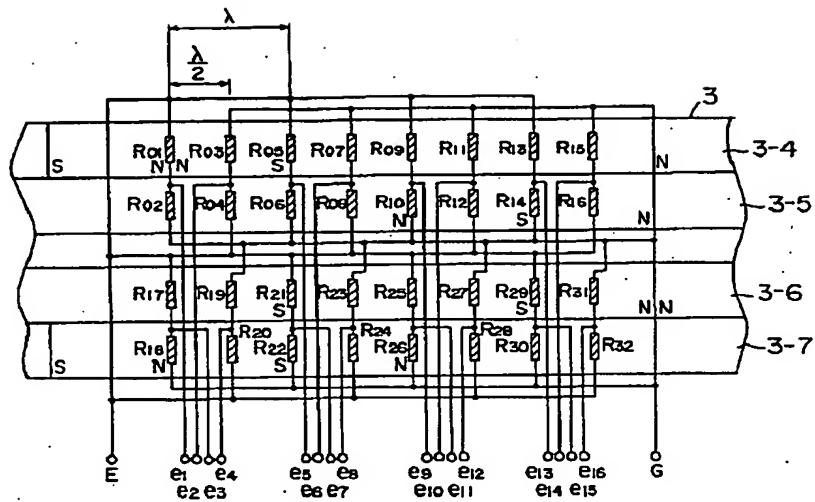 λ
λ/2
3
R01 R03 R05 R07 R09 R11 R13 R15
S N N S N 3-4
R02 R04 R06 R08 R10 R12 R14 R16
N S N 3-5
R17 R19 R21 R23 R25 R27 R29 R31
S S N N 3-6
R18 R20 R22 R24 R26 R28 R30 R32
S N S N 3-7
E e1 e4 e5 e8 e9 e12 e13 e16 G
e2 e3 e6 e7 e10 e11 e14 e15